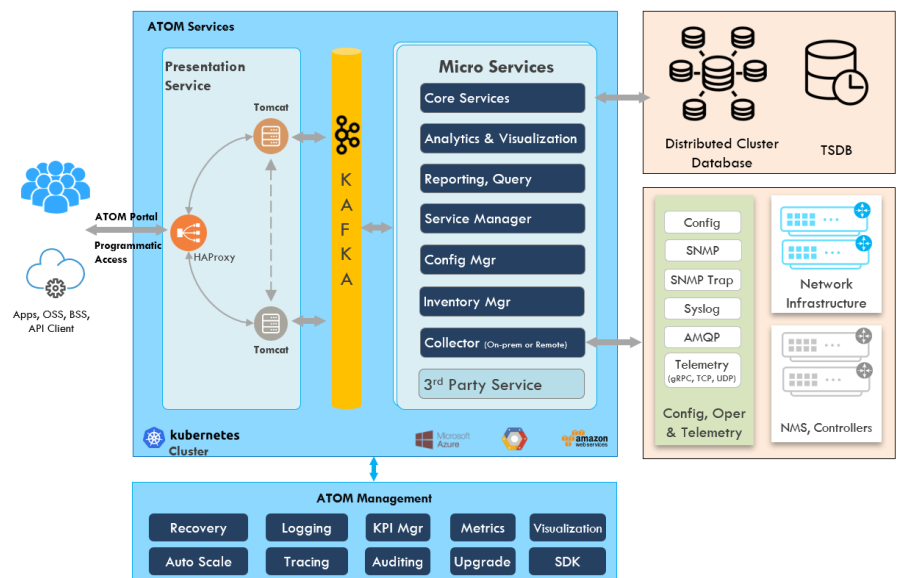 ATOM Services
Presentation
Service
Tomcat
ATOM Portal
Programmatic
Access
HAProxy
Apps, OSS, BSS,
API Client
Tomcat
K
A
F
K
A
Micro Services
Core Services
Analytics & Visualization
Reporting, Query
Service Manager
Config Mgr
Inventory Mgr
Collector (On-prem or Remote)
3rd Party Service
kubernetes
Cluster
Microsoft
Azure
amazon
web services
Distributed Cluster
Database
TSDB
Config
SNMP
SNMP Trap
Syslog
AMQP
Telemetry
(gRPC, TCP, UDP)
Config, Oper
& Telemetry
Network
Infrastructure
NMS, Controllers
ATOM Management
Recovery
Logging
KPI Mgr
Metrics
Visualization
Auto Scale
Tracing
Auditing
Upgrade
SDK